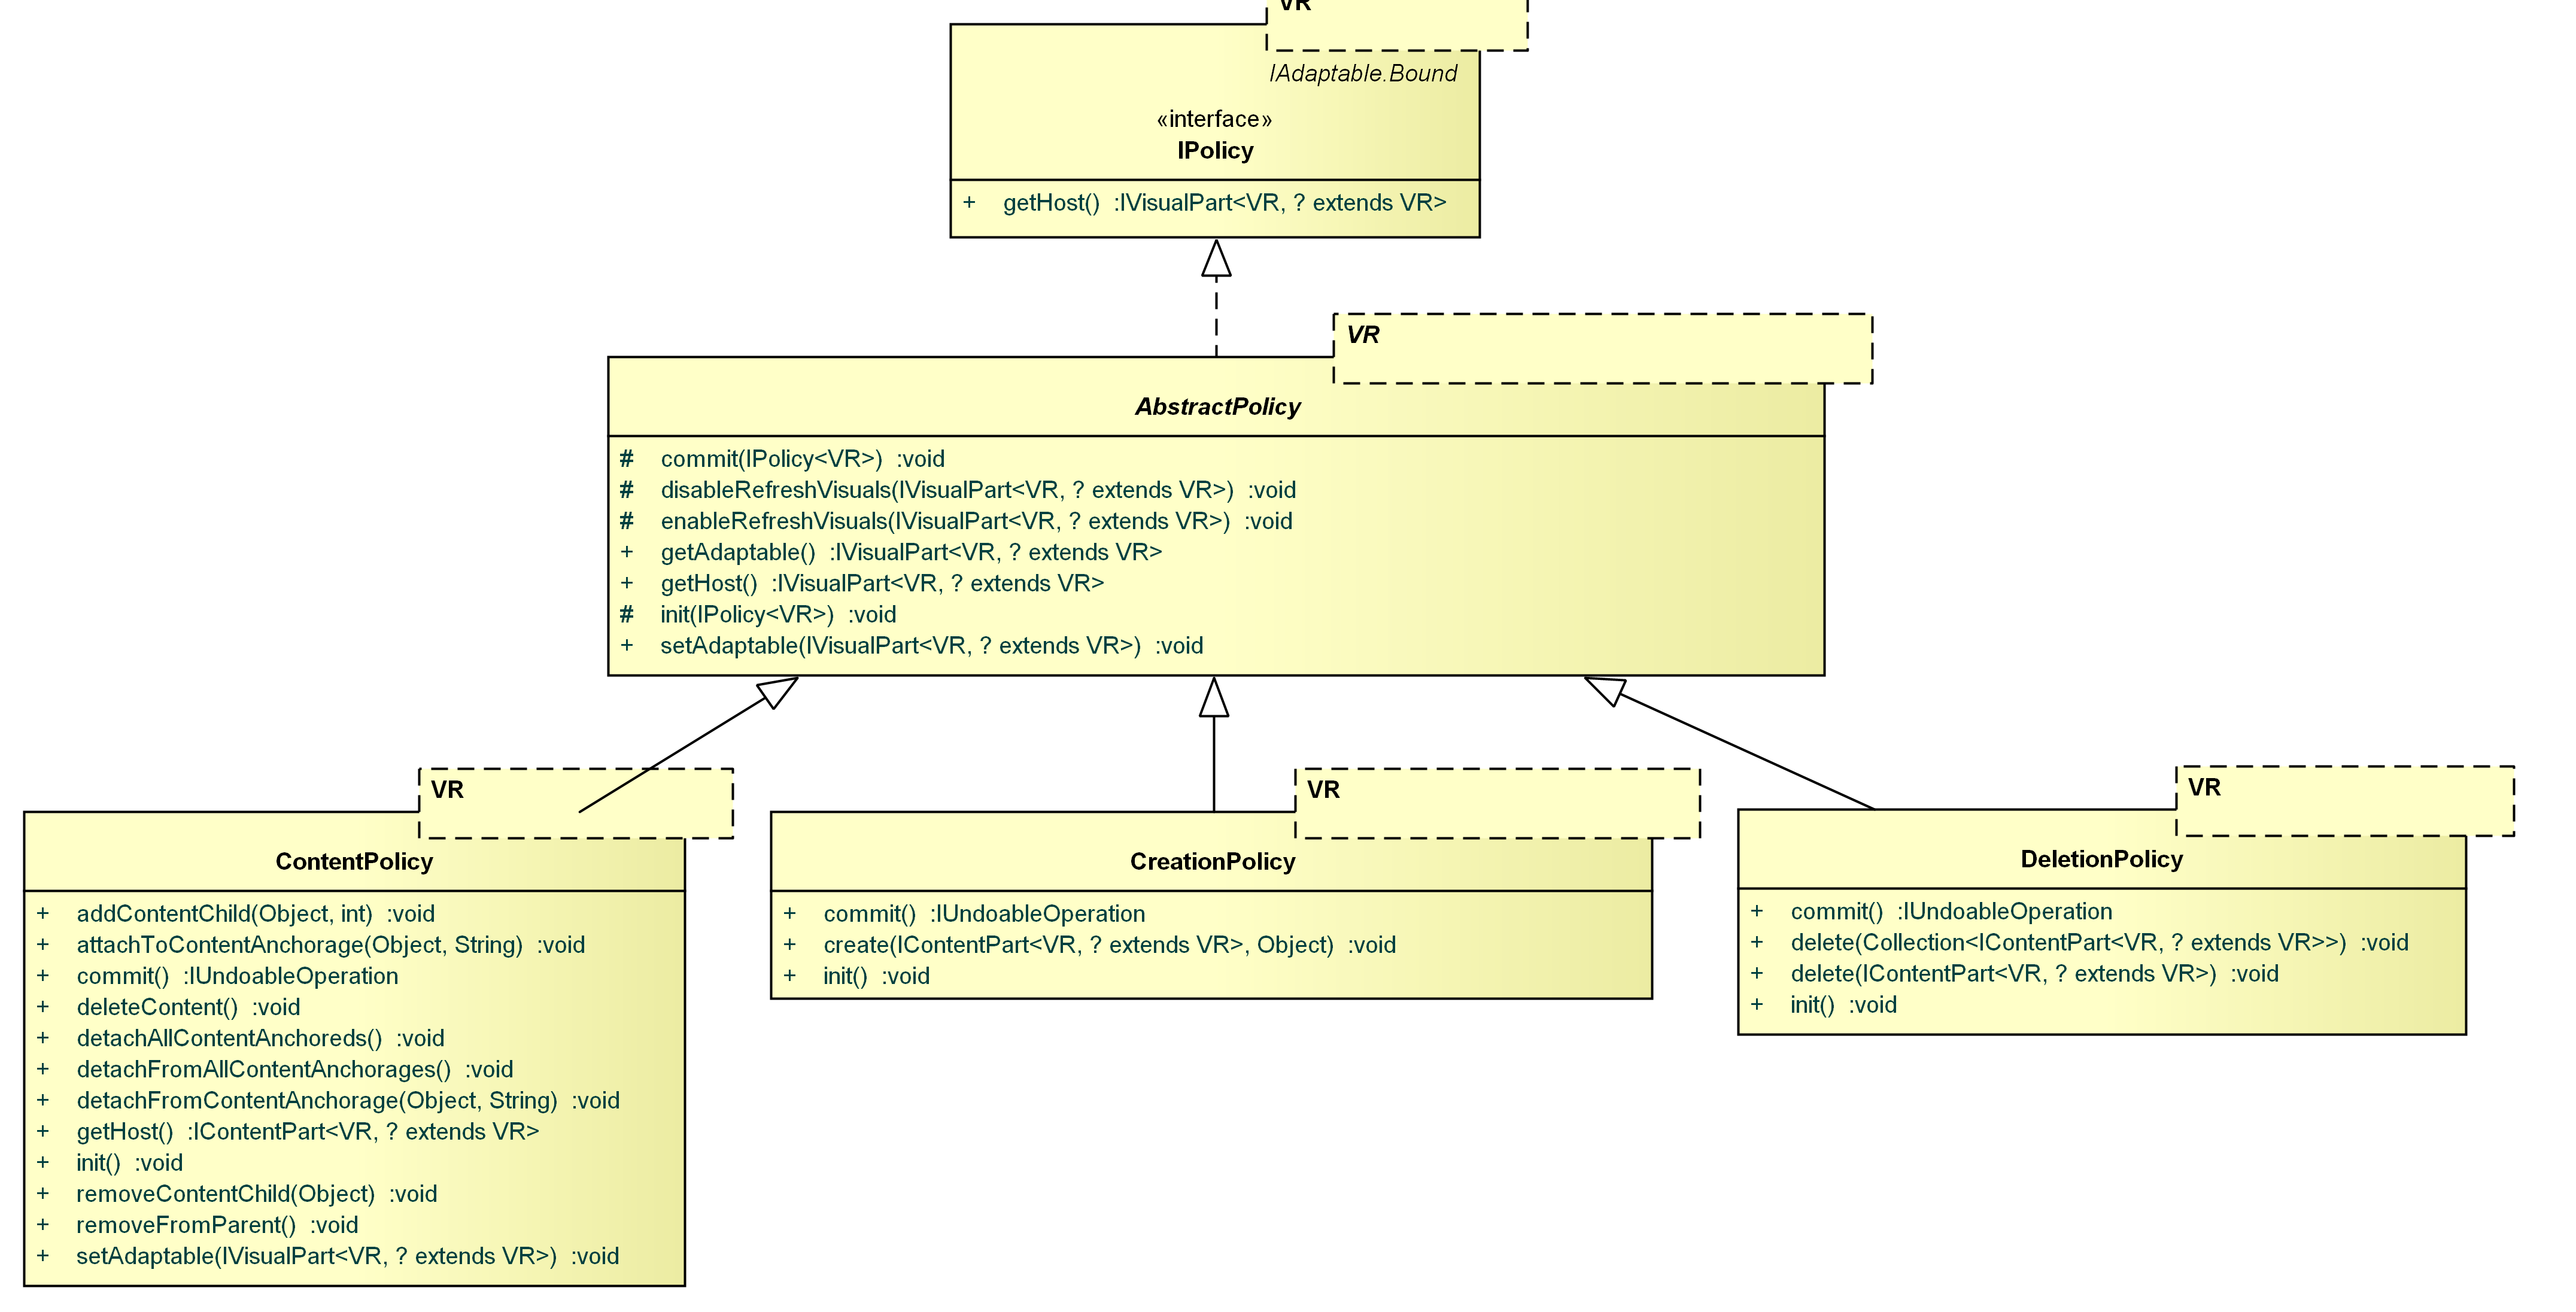 VR
IAdaptable.Bound
«interface»
IPolicy
+ getHost() :IVisualPart<VR, ? extends VR>
VR
AbstractPolicy
# commit(IPolicy<VR>) :void
# disableRefreshVisuals(IVisualPart<VR, ? extends VR>) :void
# enableRefreshVisuals(IVisualPart<VR, ? extends VR>) :void
+ getAdaptable() :IVisualPart<VR, ? extends VR>
+ getHost() :IVisualPart<VR, ? extends VR>
# init(IPolicy<VR>) :void
+ setAdaptable(IVisualPart<VR, ? extends VR>) :void
VR
ContentPolicy
+ addContentChild(Object, int) :void
+ attachToContentAnchorage(Object, String) :void
+ commit() :IUndoableOperation
+ deleteContent() :void
+ detachAllContentAnchoreds() :void
+ detachFromAllContentAnchorages() :void
+ detachFromContentAnchorage(Object, String) :void
+ getHost() :IContentPart<VR, ? extends VR>
+ init() :void
+ removeContentChild(Object) :void
+ removeFromParent() :void
+ setAdaptable(IVisualPart<VR, ? extends VR>) :void
VR
CreationPolicy
+ commit() :IUndoableOperation
+ create(IContentPart<VR, ? extends VR>, Object) :void
+ init() :void
VR
DeletionPolicy
+ commit() :IUndoableOperation
+ delete(Collection<IContentPart<VR, ? extends VR>>) :void
+ delete(IContentPart<VR, ? extends VR>) :void
+ init() :void